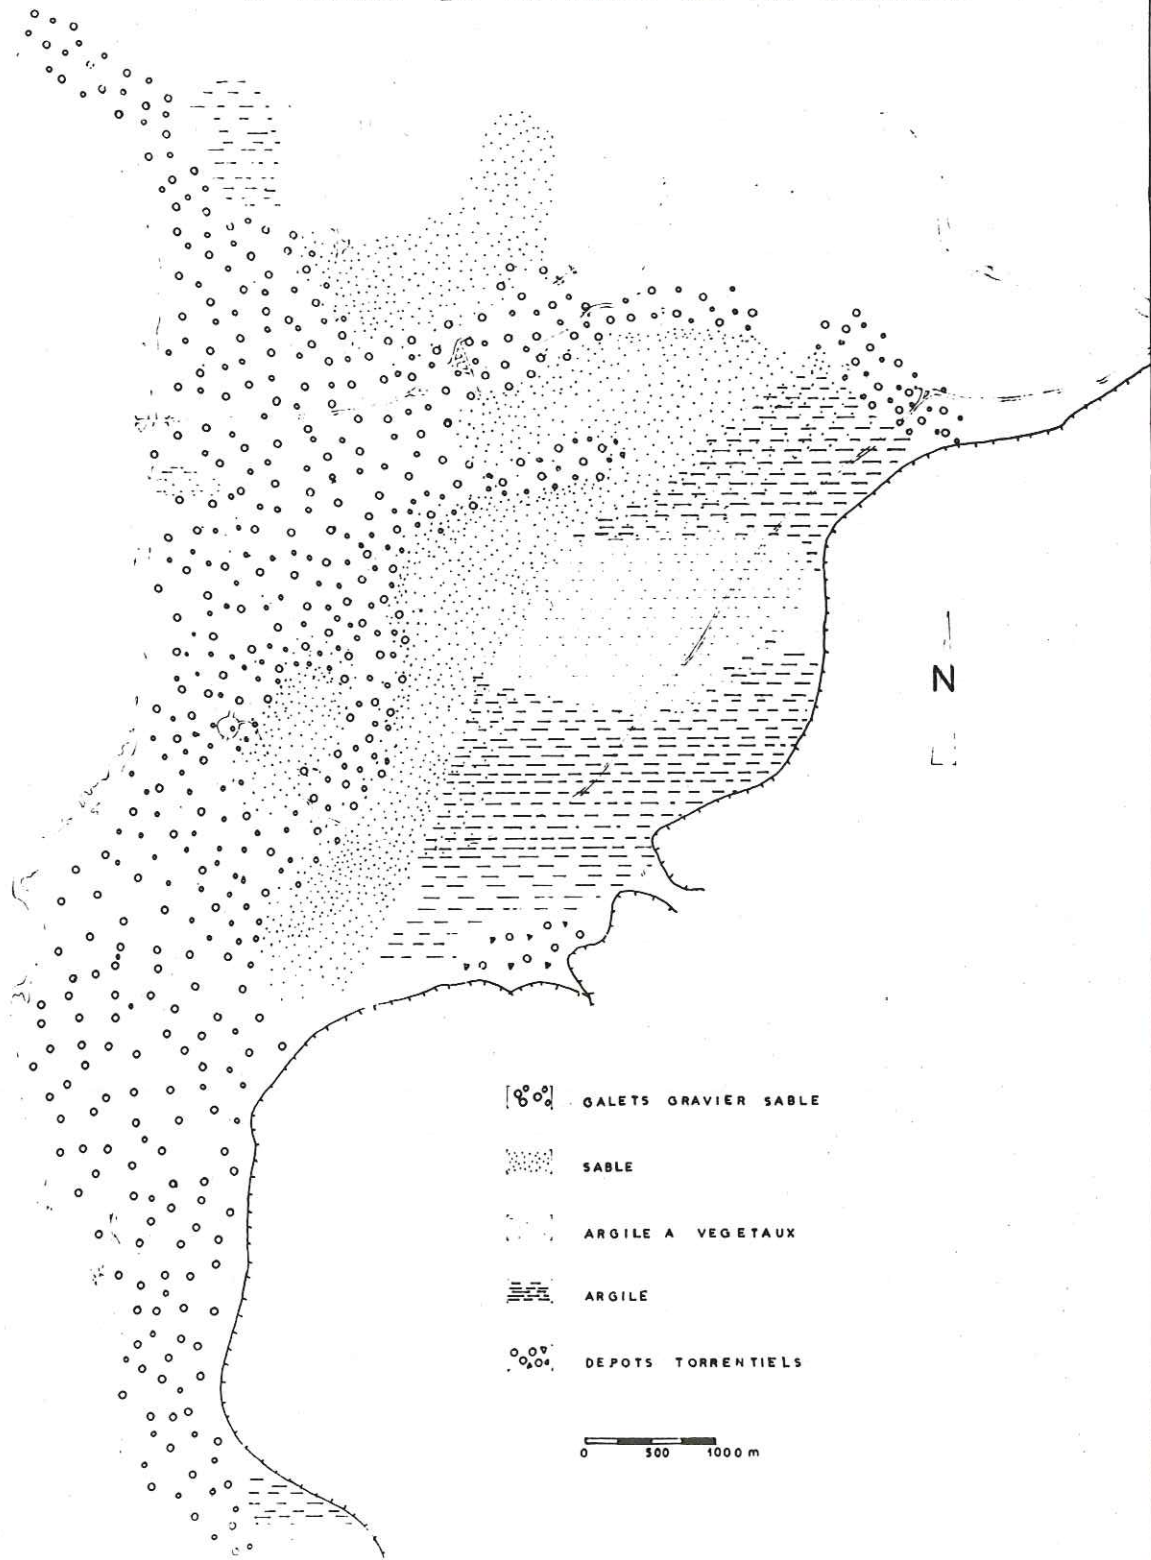 N
GALETS GRAVIER SABLE
SABLE
ARGILE A VEGETAUX
ARGILE
DEPOTS TORRENTIELS
0 500 1000 m